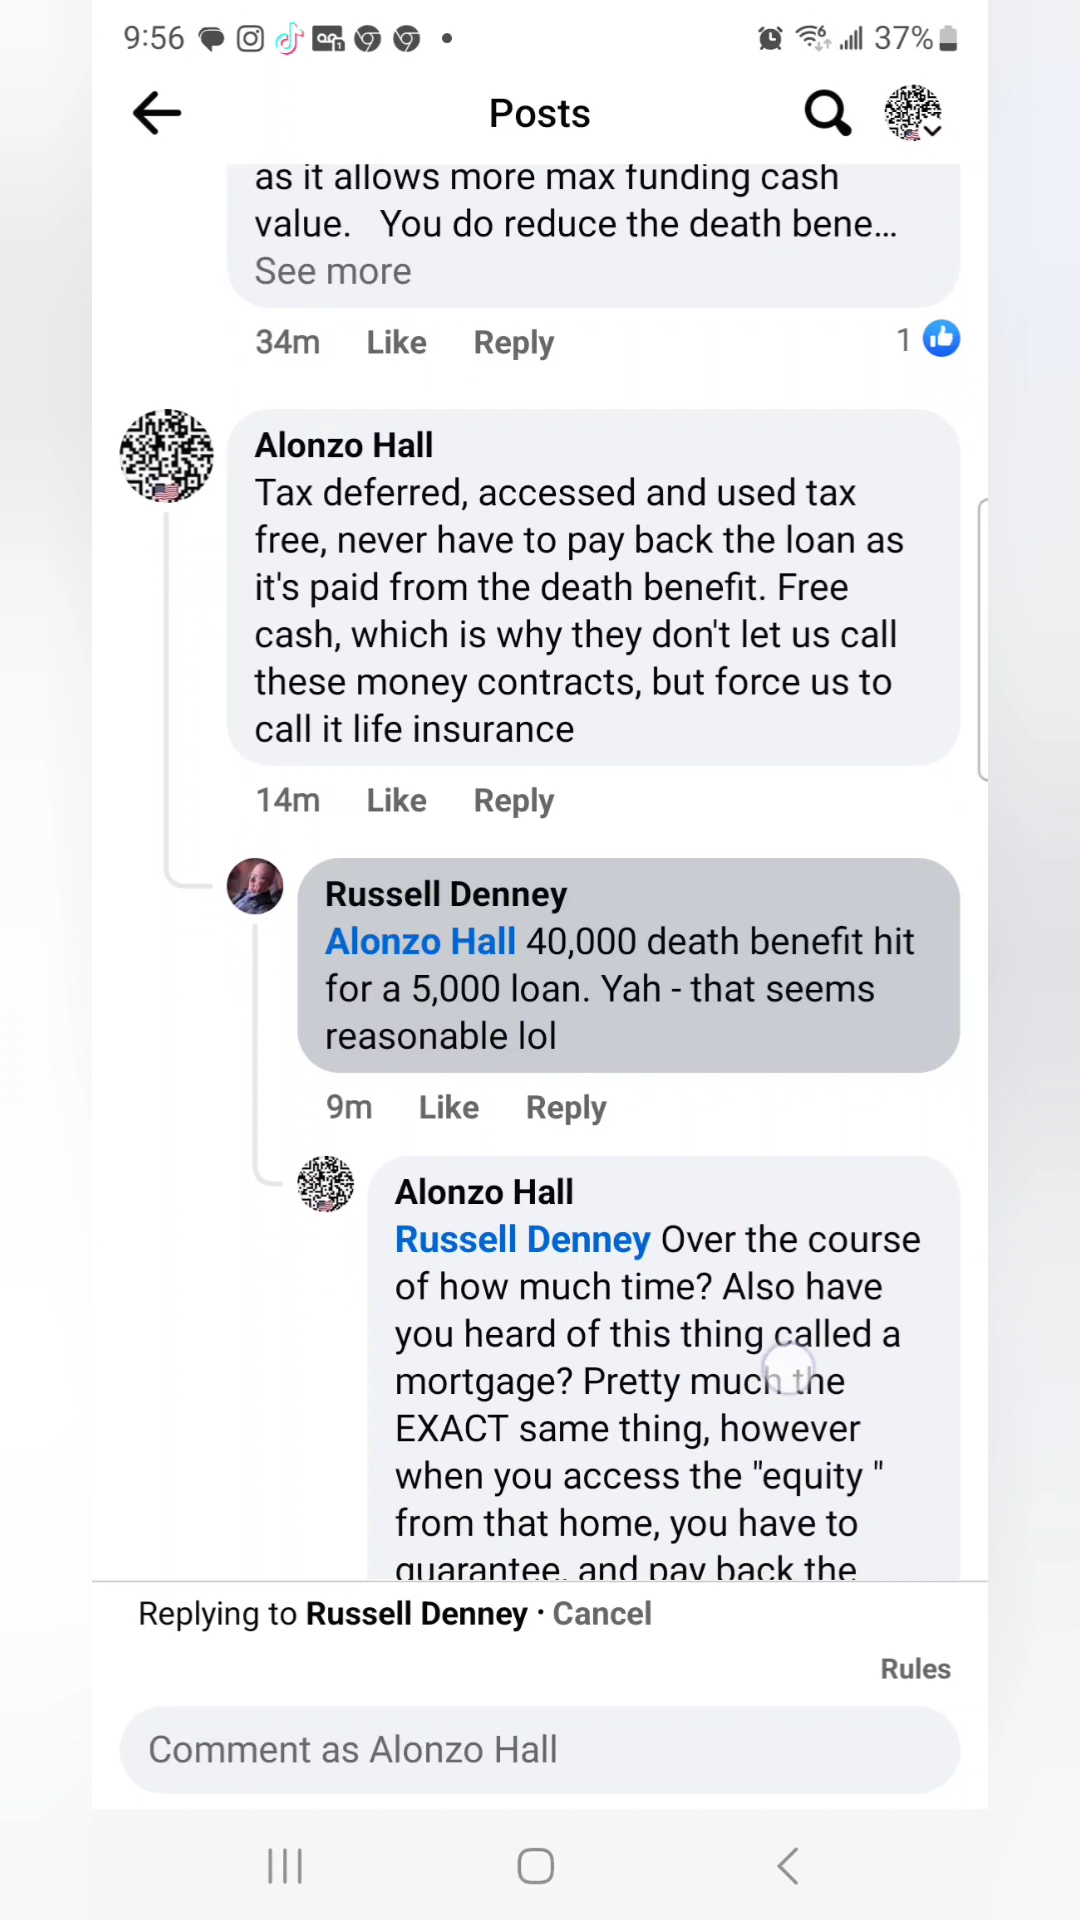 9:56
37%
Posts
as it allows more max funding cash
value. You do reduce the death bene...
See more
34m Like Reply 1
Alonzo Hall
Tax deferred, accessed and used tax
free, never have to pay back the loan as
it's paid from the death benefit. Free
cash, which is why they don't let us call
these money contracts, but force us to
call it life insurance
14m Like Reply
Russell Denney
Alonzo Hall 40,000 death benefit hit
for a 5,000 loan. Yah - that seems
reasonable lol
9m Like Reply
Alonzo Hall
Russell Denney Over the course
of how much time? Also have
you heard of this thing called a
mortgage? Pretty much the
EXACT same thing, however
when you access the "equity "
from that home, you have to
guarantee, and pay back the
Replying to Russell Denney · Cancel
Rules
Comment as Alonzo Hall